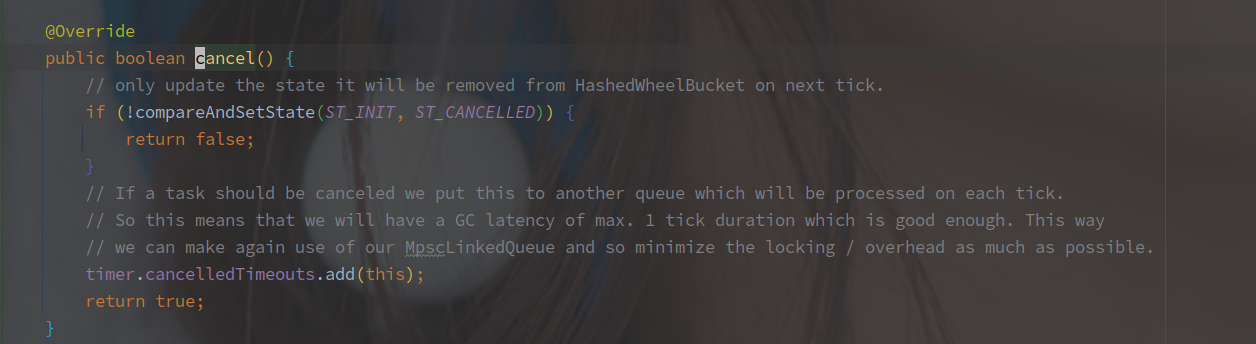 @Override
public boolean cancel() {
// only update the state it will be removed from HashedWheelBucket on next tick.
if (!compareAndSetState(ST_INIT, ST_CANCELLED)) {
return false;
}
// If a task should be canceled we put this to another queue which will be processed on each tick.
// So this means that we will have a GC latency of max. 1 tick duration which is good enough. This way
// we can make again use of our MpscLinkedQueue and so minimize the locking / overhead as much as possible.
timer.cancelledTimeouts.add(this);
return true;
}